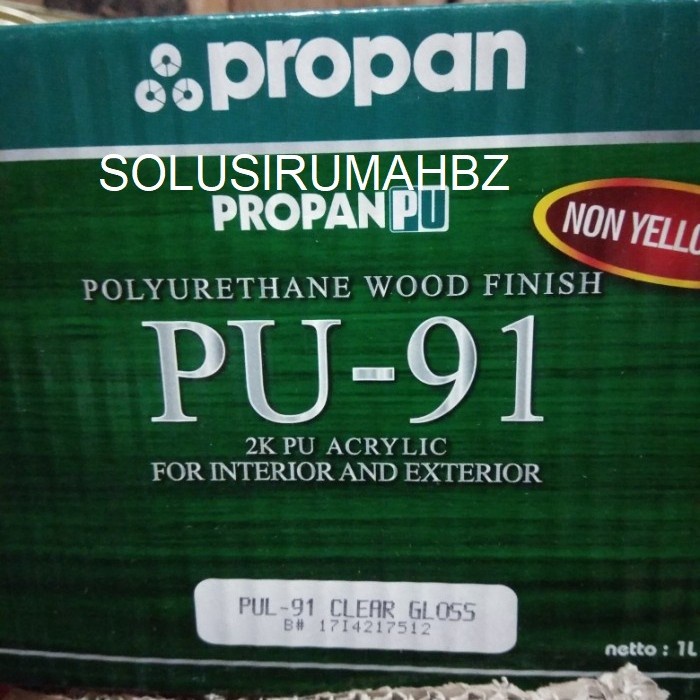 propan
SOLUSIRUMAHBZ
PROPAN PU
NON YELLO
POLYURETHANE WOOD FINISH
PU-91
2K PU ACRYLIC
FOR INTERIOR AND EXTERIOR
PUL-91 CLEAR GLOSS
B# 17I4217512
netto : 1L